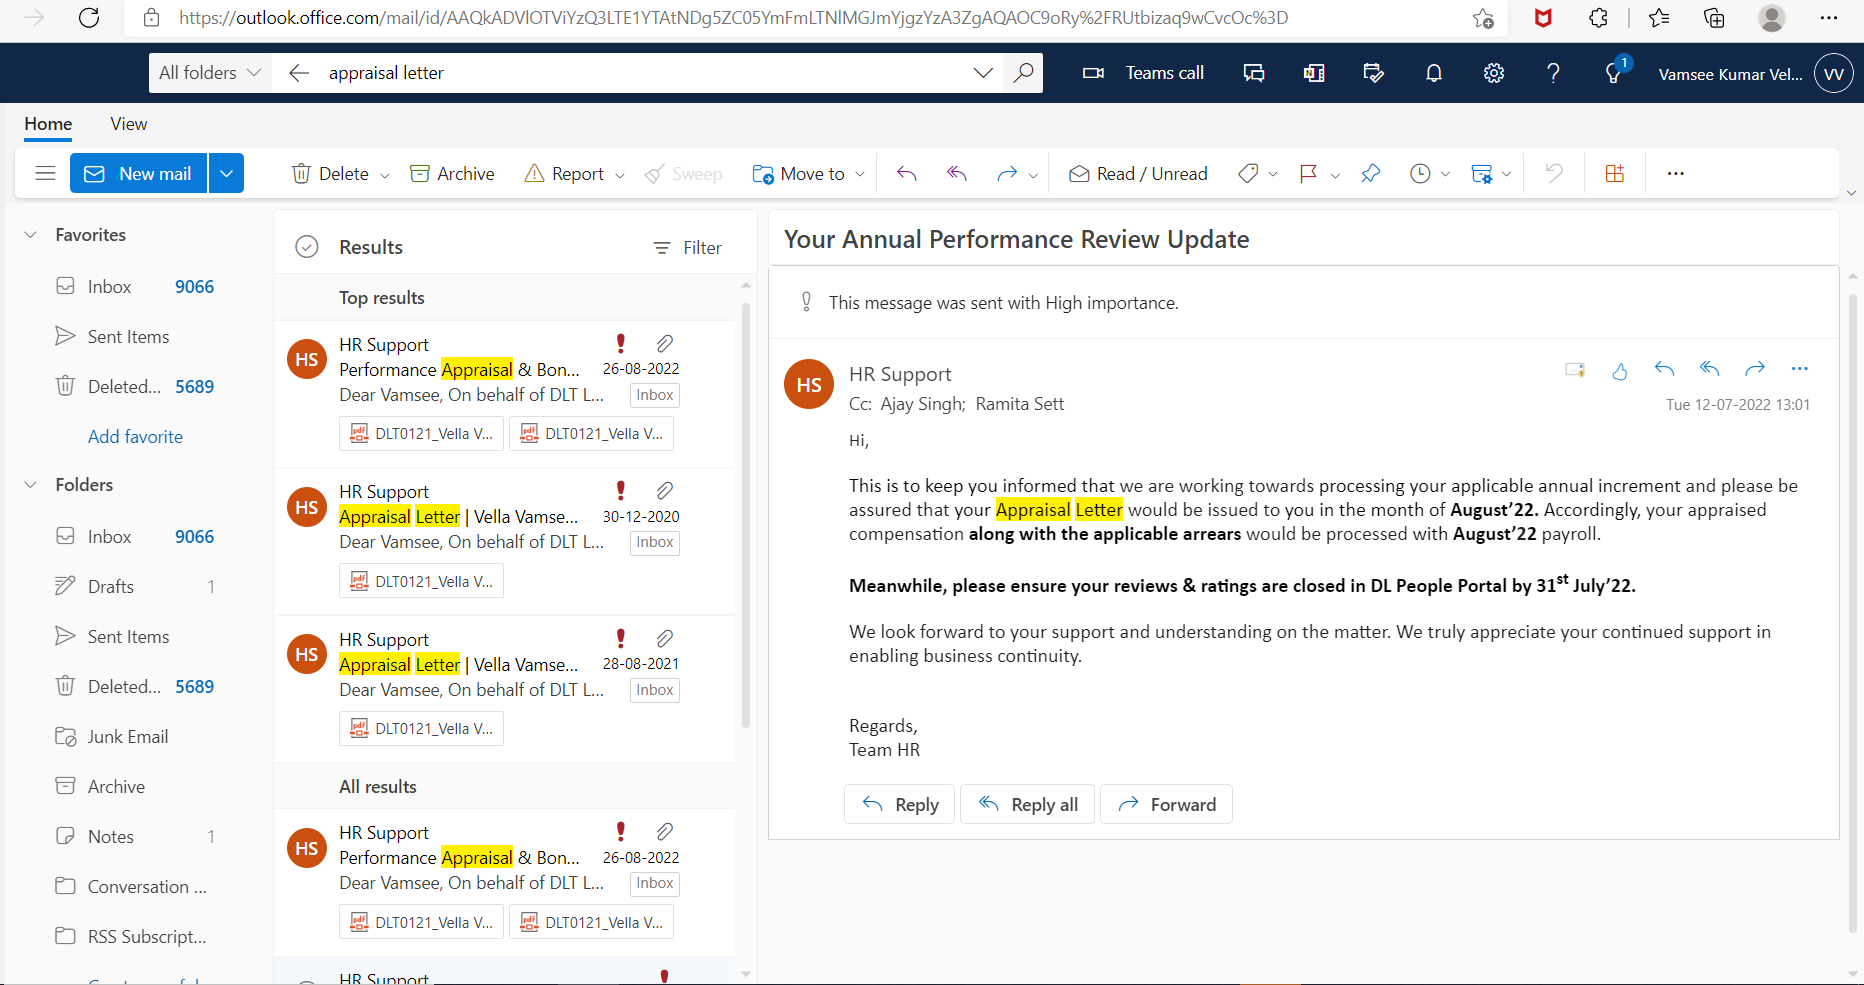 https://outlook.office.com/mail/id/AAQkADVlOTViYzQ3LTE1YTAtNDg5ZC05YmFmLTNlMGJmYjgzYzA3ZgAQAOC9oRy%2FRUtbizaq9wCvcOc%3D
All folders
appraisal letter
Teams call
1
Vamsee Kumar Vel...
VV
Home
View
New mail
Delete
Archive
Report
Sweep
Move to
Read / Unread
Favorites
Inbox 9066
Sent Items
Deleted... 5689
Add favorite
Folders
Inbox 9066
Drafts 1
Sent Items
Deleted... 5689
Junk Email
Archive
Notes 1
Conversation ...
RSS Subscript...
Results
Filter
Top results
HS
HR Support
Performance Appraisal & Bon... 26-08-2022
Dear Vamsee, On behalf of DLT L... Inbox
pdf DLT0121_Vella V... pdf DLT0121_Vella V...
HS
HR Support
Appraisal Letter | Vella Vamse... 30-12-2020
Dear Vamsee, On behalf of DLT L... Inbox
pdf DLT0121_Vella V...
HS
HR Support
Appraisal Letter | Vella Vamse... 28-08-2021
Dear Vamsee, On behalf of DLT L... Inbox
pdf DLT0121_Vella V...
All results
HS
HR Support
Performance Appraisal & Bon... 26-08-2022
Dear Vamsee, On behalf of DLT L... Inbox
pdf DLT0121_Vella V... pdf DLT0121_Vella V...
HR Support
Your Annual Performance Review Update
This message was sent with High importance.
HS
HR Support
Cc: Ajay Singh; Ramita Sett
Tue 12-07-2022 13:01
Hi,
This is to keep you informed that we are working towards processing your applicable annual increment and please be
assured that your Appraisal Letter would be issued to you in the month of August’22. Accordingly, your appraised
compensation along with the applicable arrears would be processed with August’22 payroll.
Meanwhile, please ensure your reviews & ratings are closed in DL People Portal by 31st July’22.
We look forward to your support and understanding on the matter. We truly appreciate your continued support in
enabling business continuity.
Regards,
Team HR
Reply
Reply all
Forward